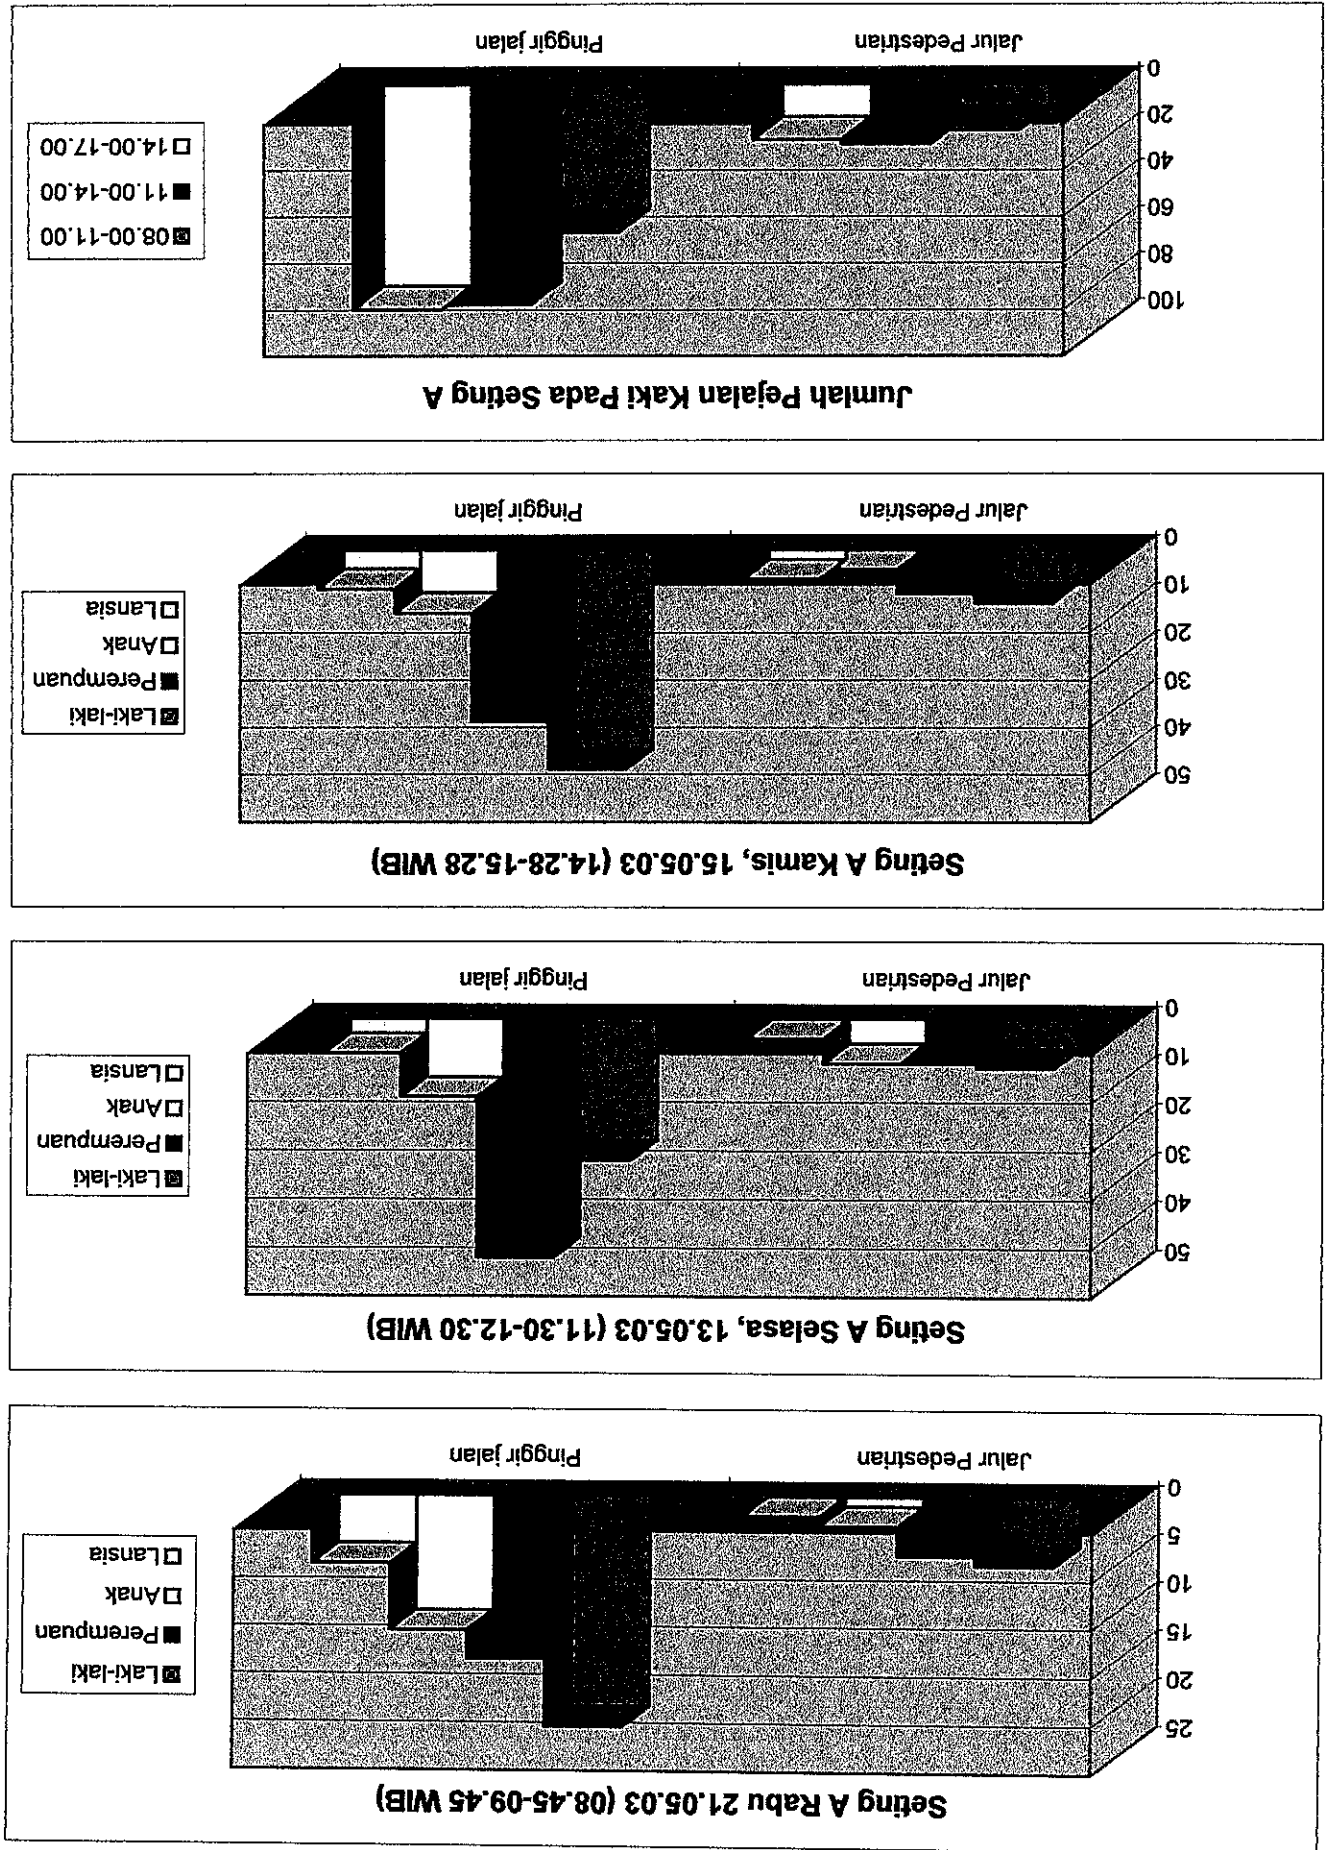 Seting A Rabu 21.05.03 (08.45-09.45 WIB)
25
20
15
10
5
0
Jalur Pedestrian
Pinggir jalan
Laki-laki
Perempuan
Anak
Lansia
Seting A Selasa, 13.05.03 (11.30-12.30 WIB)
50
40
30
20
10
0
Jalur Pedestrian
Pinggir jalan
Laki-laki
Perempuan
Anak
Lansia
Seting A Kamis, 15.05.03 (14.28-15.28 WIB)
50
40
30
20
10
0
Jalur Pedestrian
Pinggir jalan
Laki-laki
Perempuan
Anak
Lansia
Jumlah Pejalan Kaki Pada Seting A
100
80
60
40
20
0
Jalur Pedestrian
Pinggir jalan
08.00-11.00
11.00-14.00
14.00-17.00